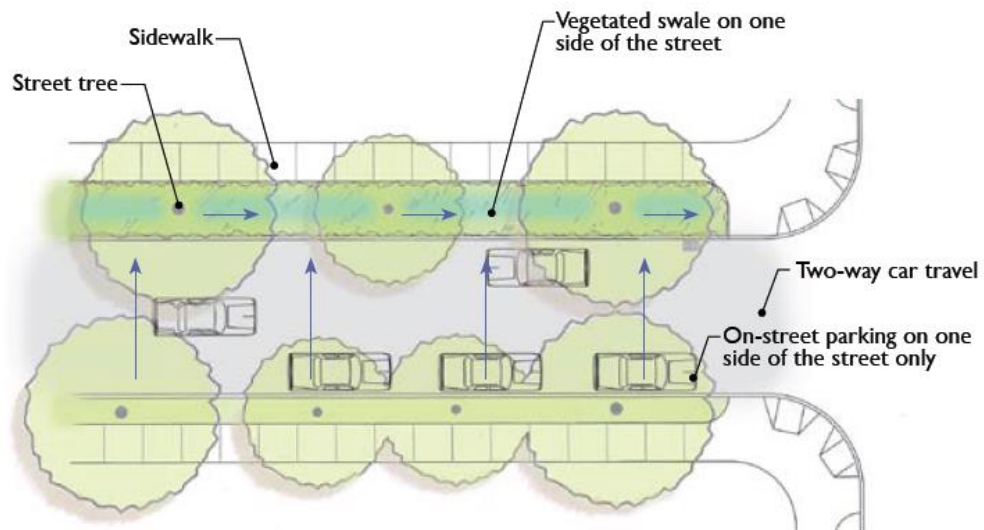 Vegetated swale on one
side of the street
Sidewalk
Street tree
Two-way car travel
On-street parking on one
side of the street only